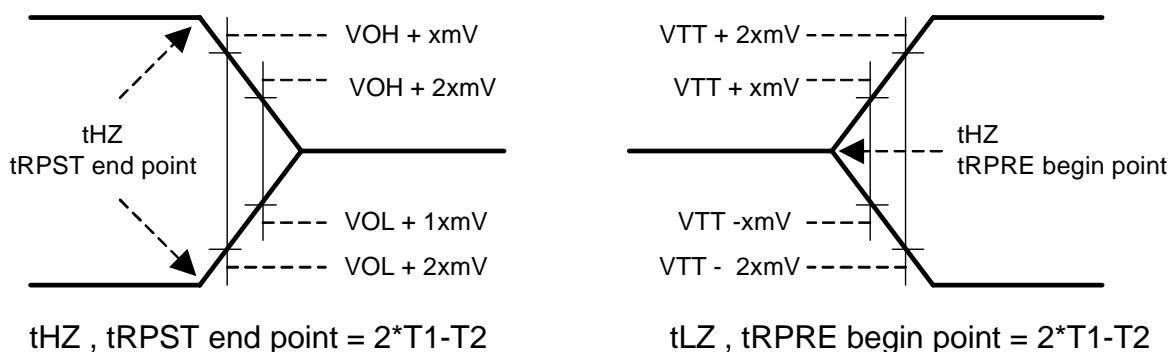 VOH + xmV
VOH + 2xmV
tHZ
tRPST end point
VOL + 1xmV
VOL + 2xmV
tHZ , tRPST end point = 2*T1-T2
VTT + 2xmV
VTT + xmV
tHZ
tRPRE begin point
VTT -xmV
VTT - 2xmV
tLZ , tRPRE begin point = 2*T1-T2